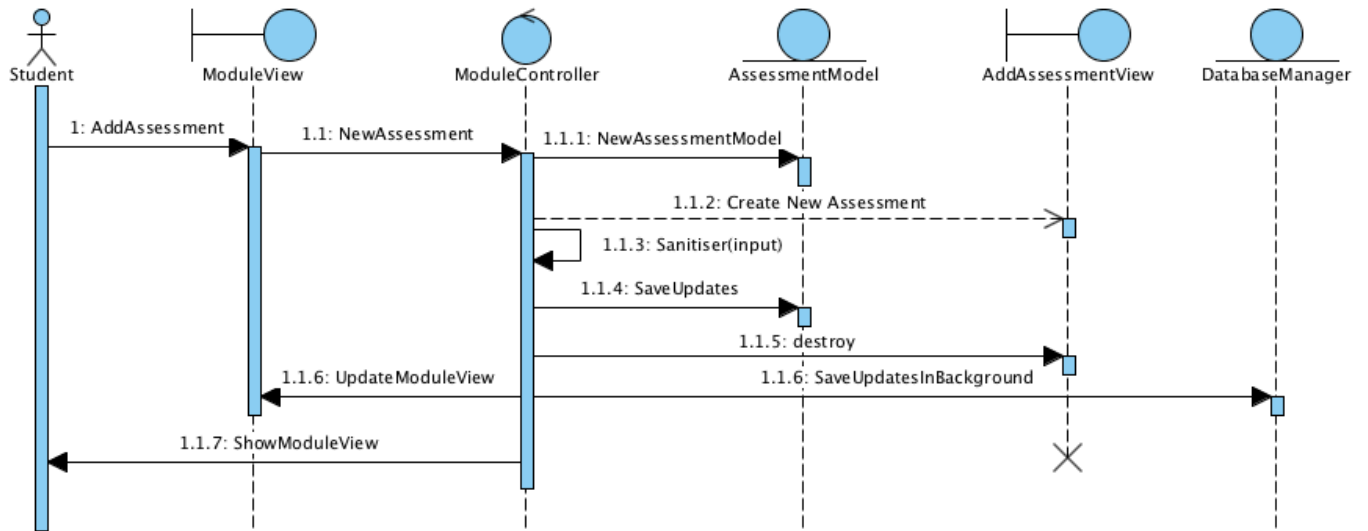 Student
ModuleView
ModuleController
AssessmentModel
AddAssessmentView
DatabaseManager
1: AddAssessment
1.1: NewAssessment
1.1.1: NewAssessmentModel
1.1.2: Create New Assessment
1.1.3: Sanitiser(input)
1.1.4: SaveUpdates
1.1.5: destroy
1.1.6: UpdateModuleView
1.1.6: SaveUpdatesInBackground
1.1.7: ShowModuleView